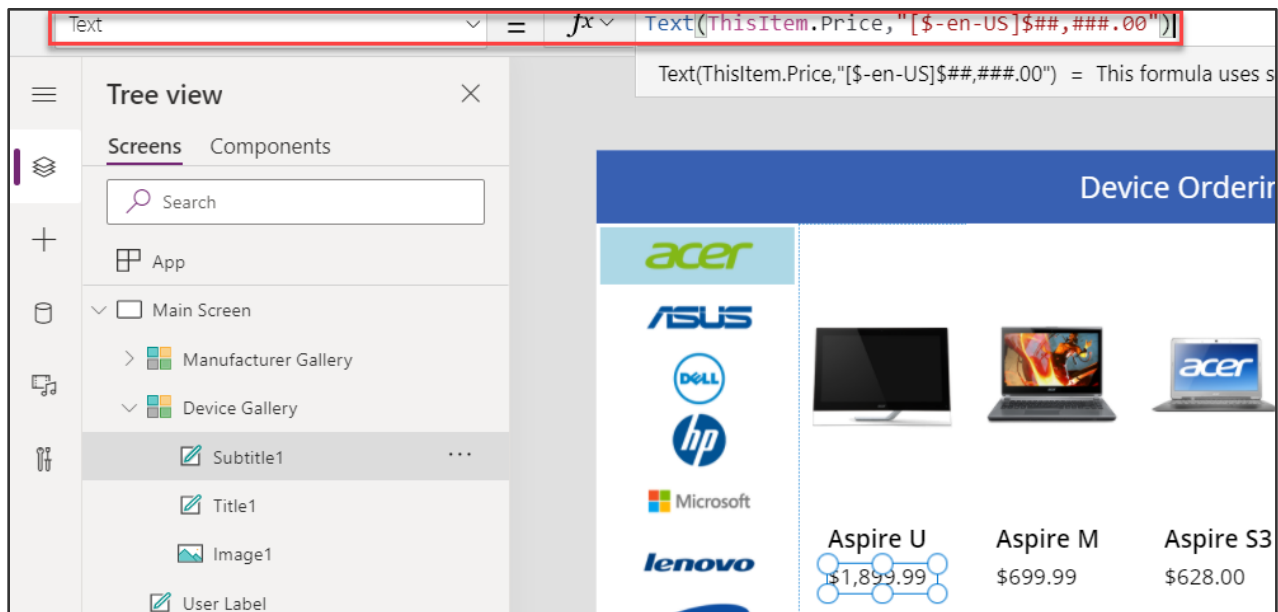 Text = fx Text(ThisItem.Price,"[$-en-US]$##,###.00")
Text(ThisItem.Price,"[$-en-US]$##,###.00") = This formula uses s
Tree view
Screens Components
Search
App
Main Screen
Manufacturer Gallery
Device Gallery
Subtitle1
Title1
Image1
User Label
Device Orderin
acer
ASUS
DELL
hp
Microsoft
lenovo
acer
Aspire U Aspire M Aspire S3
$1,899.99 $699.99 $628.00